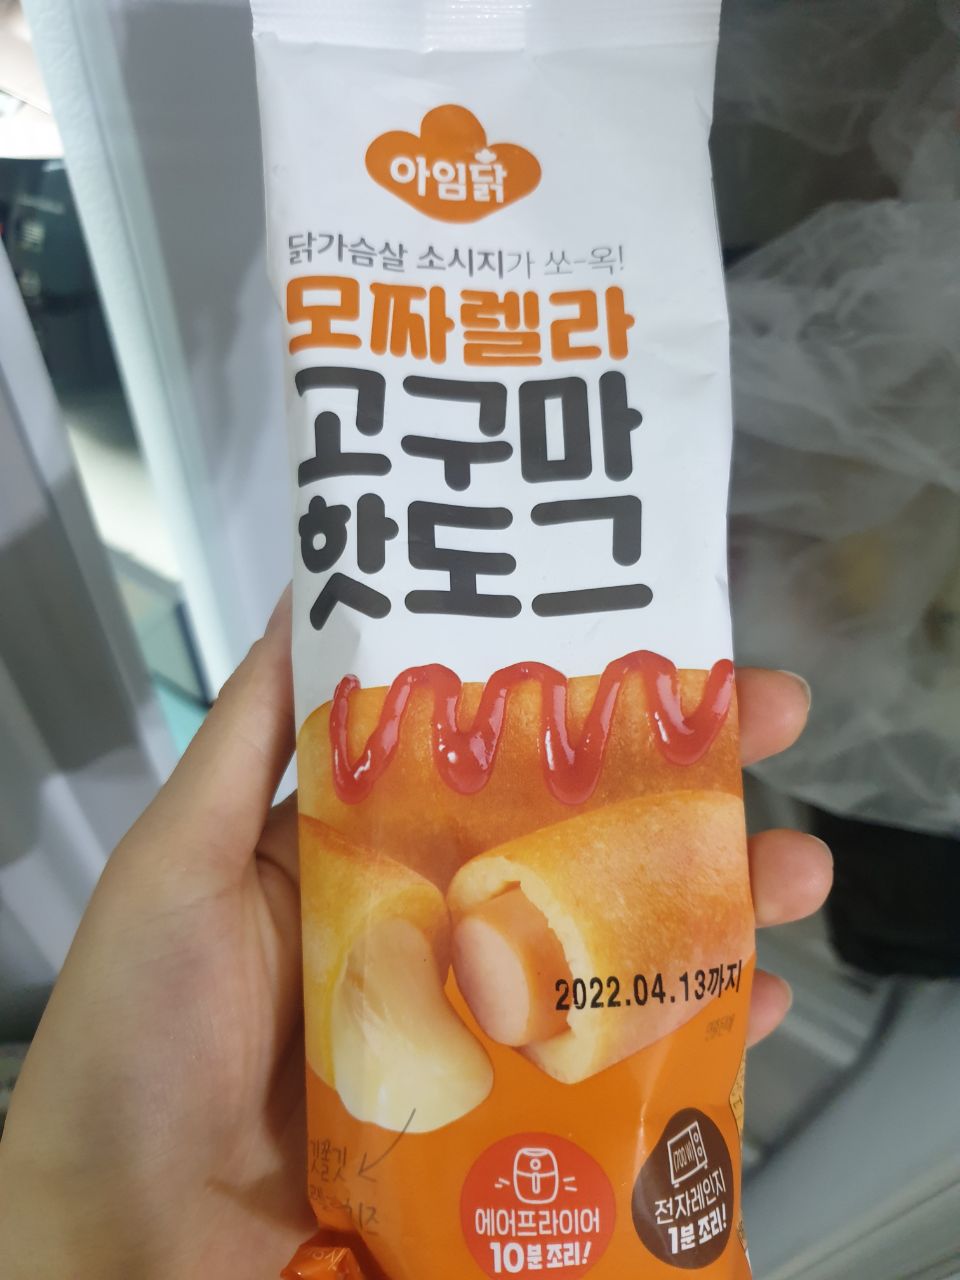 아임닭
닭가슴살 소시지가 쏘-옥!
모짜렐라
고구마
핫도그
2022.04.13까지
700W
에어프라이어
10분 조리!
전자레인지
1분 조리!